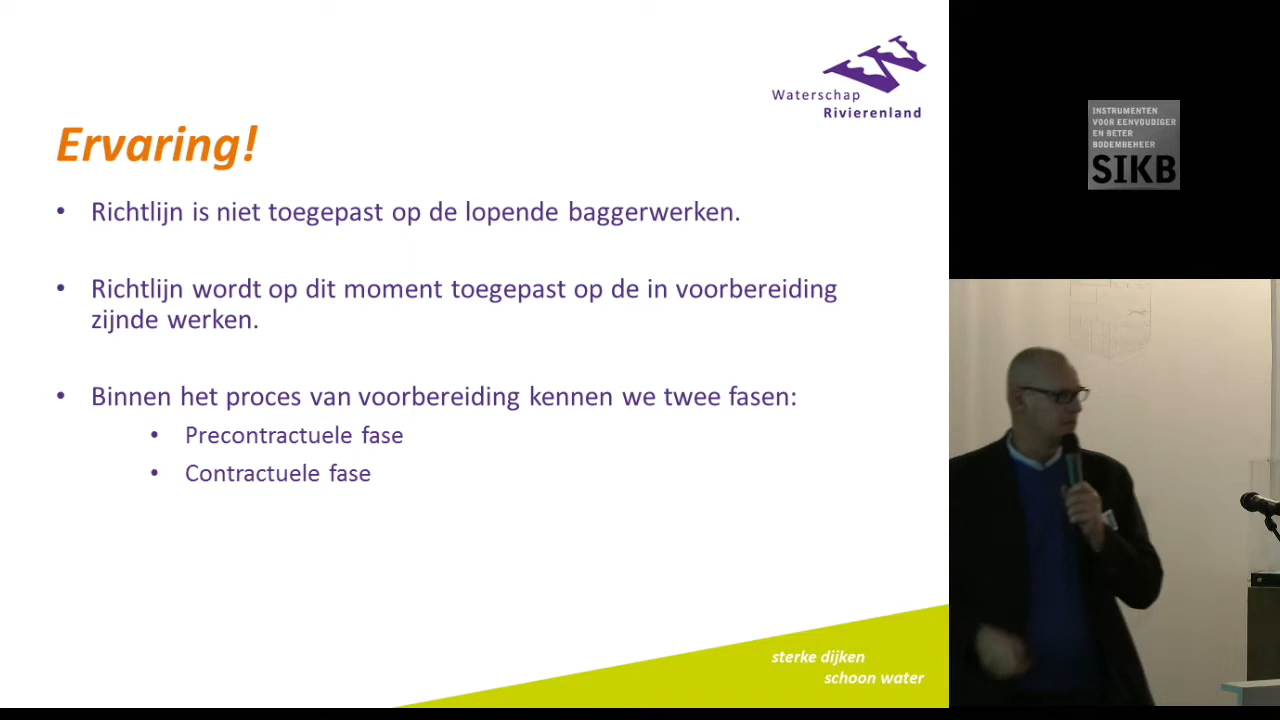 Waterschap
Rivierenland
Ervaring!
• Richtlijn is niet toegepast op de lopende baggerwerken.
• Richtlijn wordt op dit moment toegepast op de in voorbereiding
zijnde werken.
• Binnen het proces van voorbereiding kennen we twee fasen:
• Precontractuele fase
• Contractuele fase
sterke dijken
schoon water
INSTRUMENTEN
VOOR EENVOUDIGER
EN BETER
BODEMBEHEER
SIKB